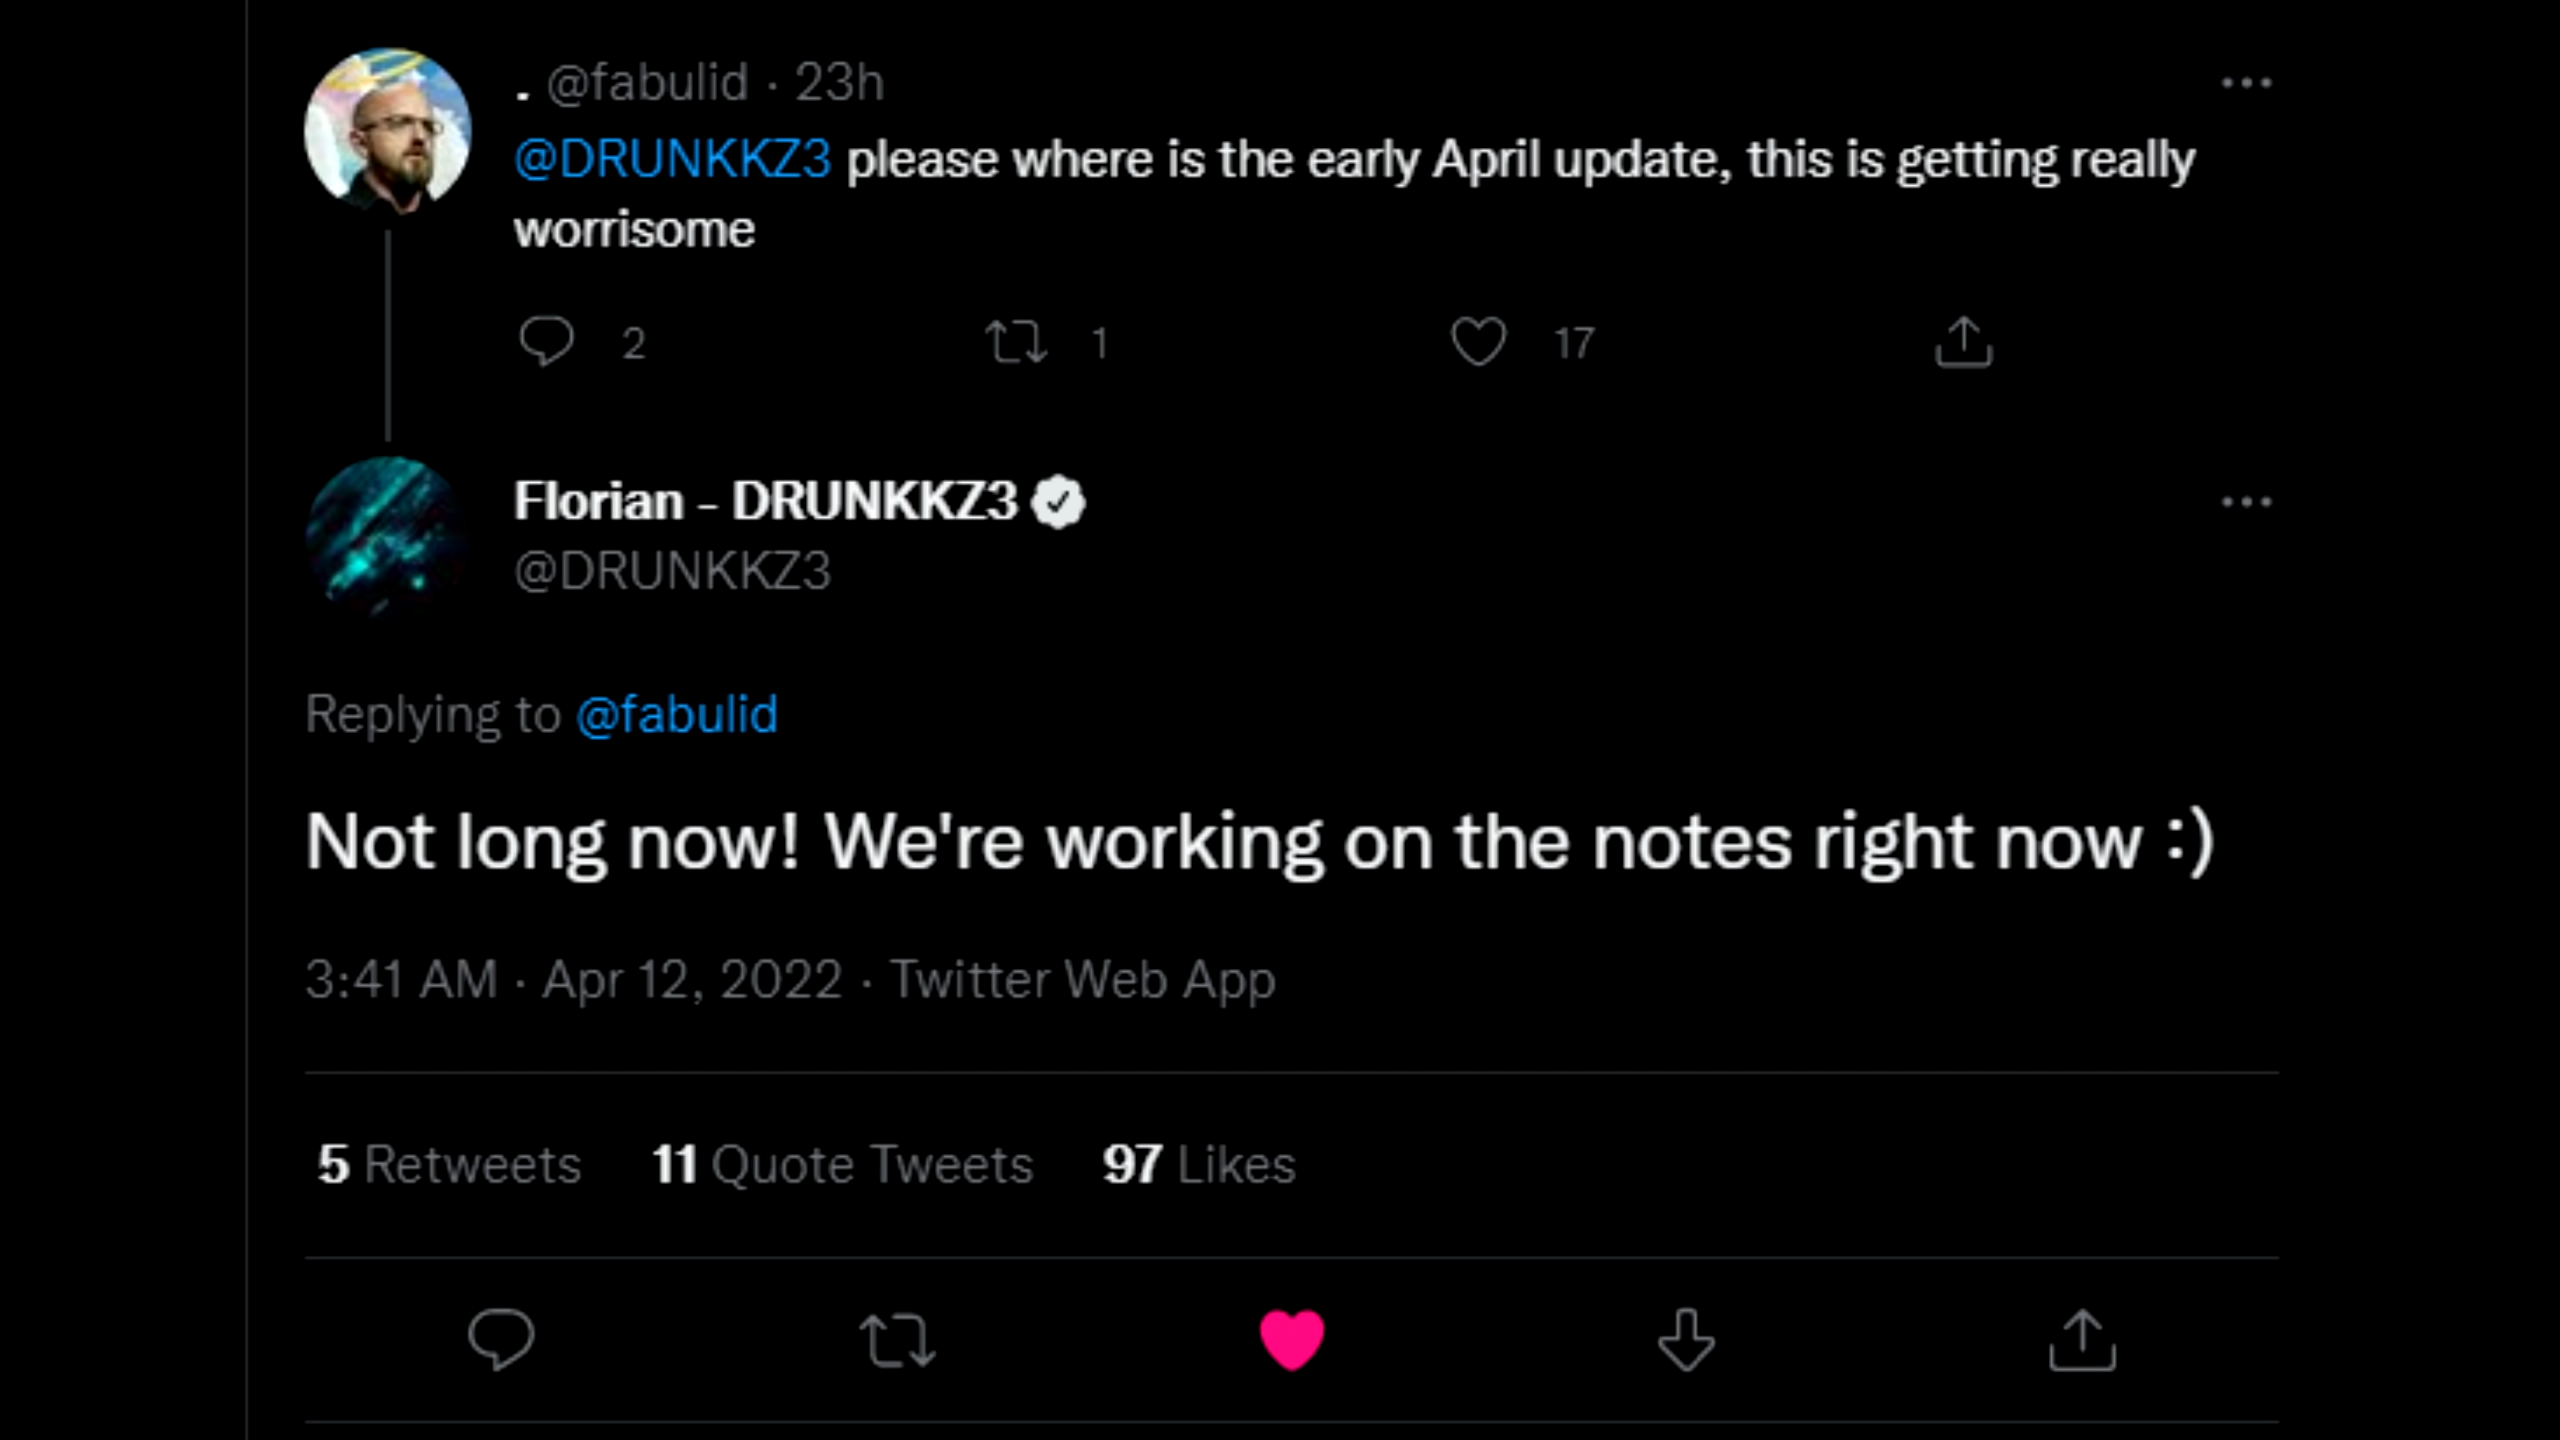 . @fabulid · 23h
@DRUNKKZ3 please where is the early April update, this is getting really
worrisome
2 1 17
Florian - DRUNKKZ3
@DRUNKKZ3
Replying to @fabulid
Not long now! We're working on the notes right now :)
3:41 AM · Apr 12, 2022 · Twitter Web App
5 Retweets 11 Quote Tweets 97 Likes